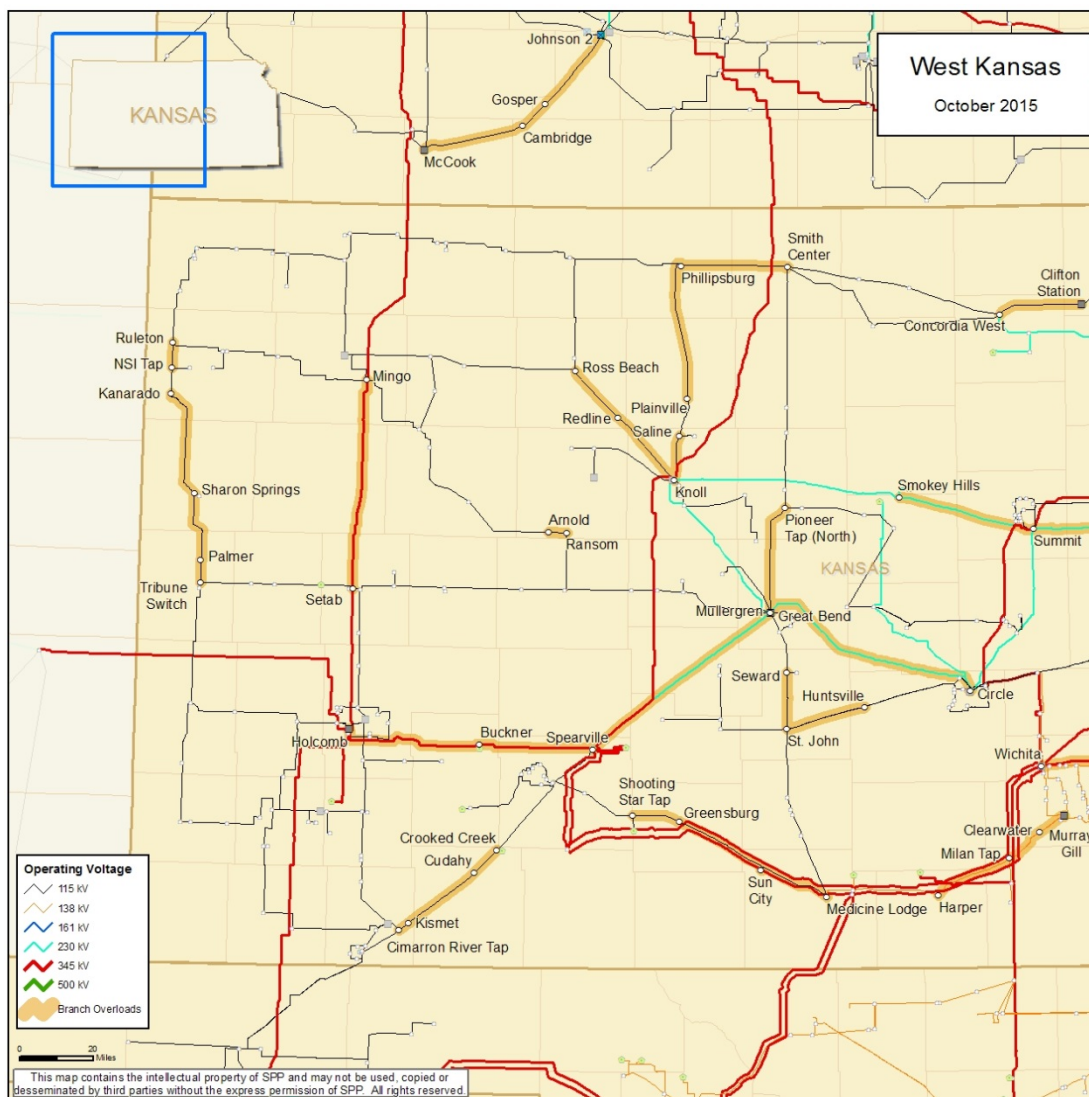 West Kansas
October 2015
KANSAS
Johnson 2
Gosper
Cambridge
McCook
Smith
Center
Phillipsburg
Clifton
Station
Concordia West
Ruleton
NSI Tap
Kanarado
Mingo
Ross Beach
Redline
Plainville
Saline
Knoll
Smokey Hills
Sharon Springs
Arnold
Ransom
Pioneer
Tap (North)
Summit
KANSAS
Palmer
Tribune
Switch
Setab
Mullergren
Great Bend
Seward
Huntsville
Circle
St. John
Holcomb
Buckner
Spearville
Wichita
Shooting
Star Tap
Greensburg
Crooked Creek
Cudahy
Clearwater
Murray
Gill
Milan Tap
Sun
City
Medicine Lodge
Harper
Kismet
Cimarron River Tap
Operating Voltage
115 kV
138 kV
161 kV
230 kV
345 kV
500 kV
Branch Overloads
0
20
Miles
This map contains the intellectual property of SPP and may not be used, copied or
desseminated by third parties without the express permission of SPP. All rights reserved.